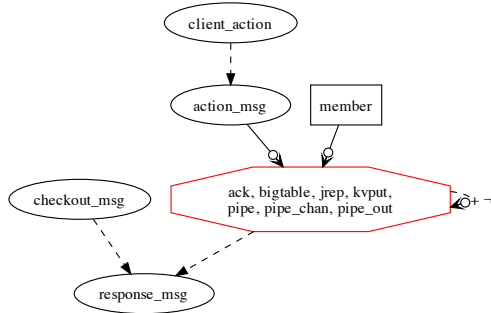 client_action
action_msg
member
ack, bigtable, jrep, kvput,
pipe, pipe_chan, pipe_out
+ ¬
checkout_msg
response_msg